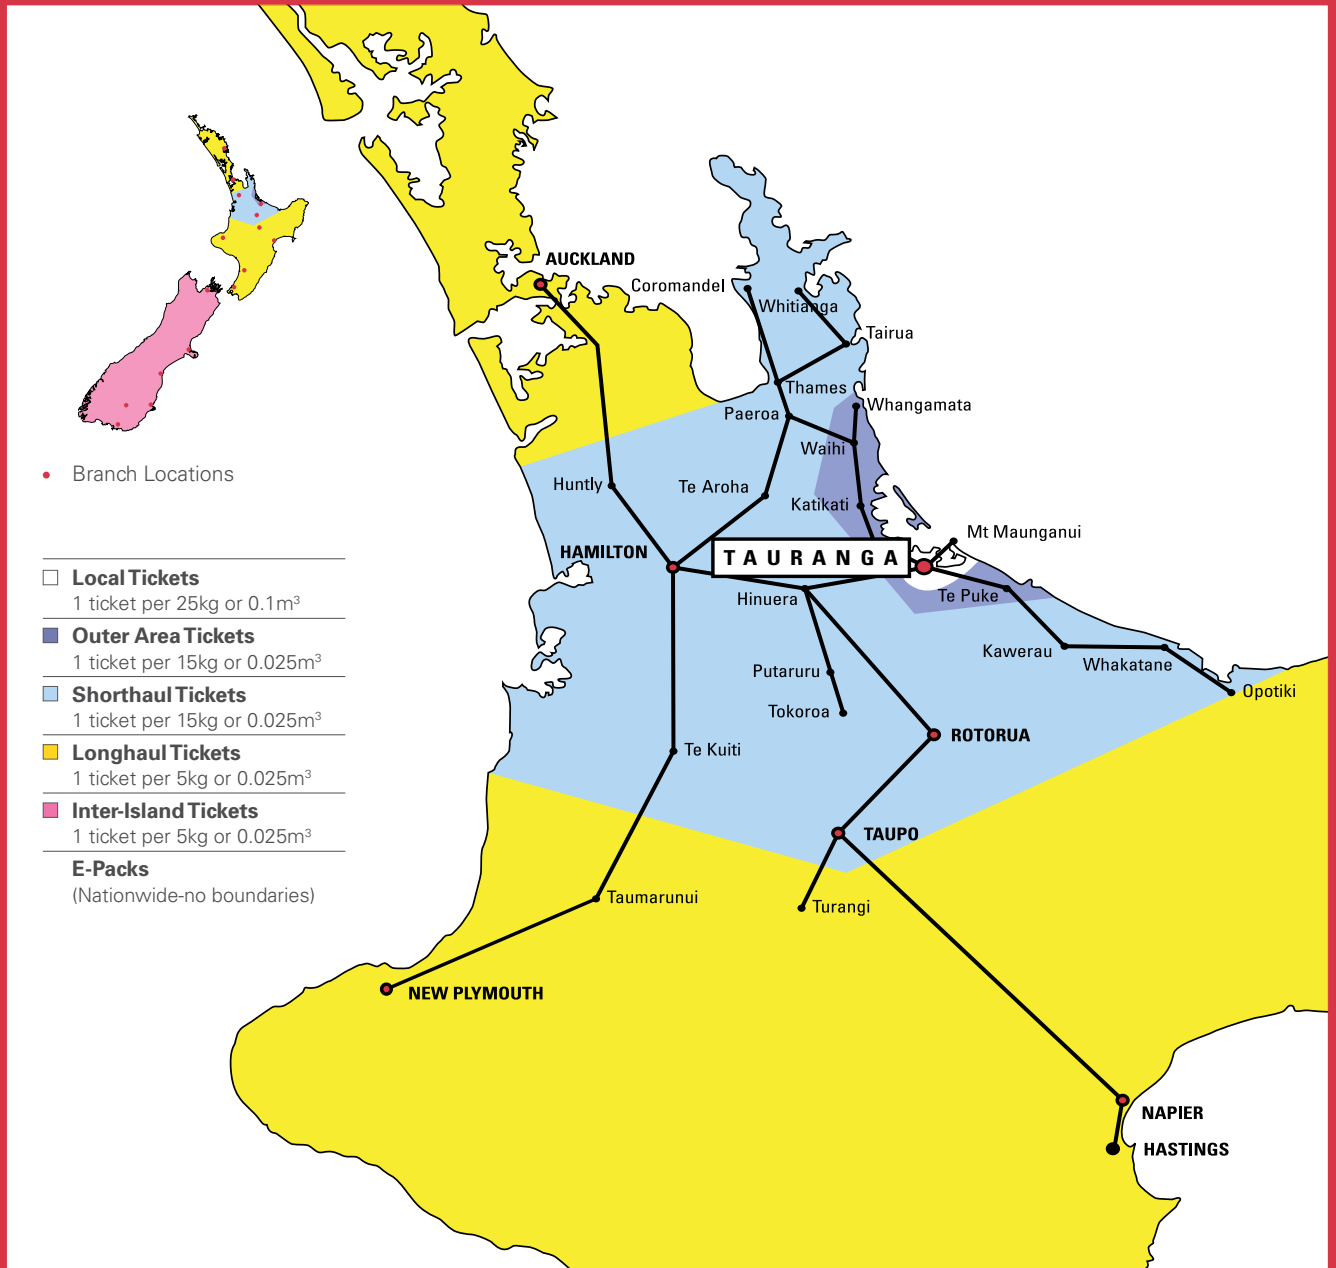 AUCKLAND
Coromandel
Whitianga
Tairua
Thames
Whangamata
Paeroa
Waihi
Branch Locations
Huntly
Te Aroha
Katikati
Mt Maunganui
HAMILTON
TAURANGA
Hinuera
Te Puke
Local Tickets
1 ticket per 25kg or 0.1m³
Outer Area Tickets
1 ticket per 15kg or 0.025m³
Shorthaul Tickets
1 ticket per 15kg or 0.025m³
Longhaul Tickets
1 ticket per 5kg or 0.025m³
Inter-Island Tickets
1 ticket per 5kg or 0.025m³
E-Packs
(Nationwide-no boundaries)
Kawerau
Whakatane
Putaruru
Opotiki
Tokoroa
ROTORUA
Te Kuiti
TAUPO
Taumarunui
Turangi
NEW PLYMOUTH
NAPIER
HASTINGS